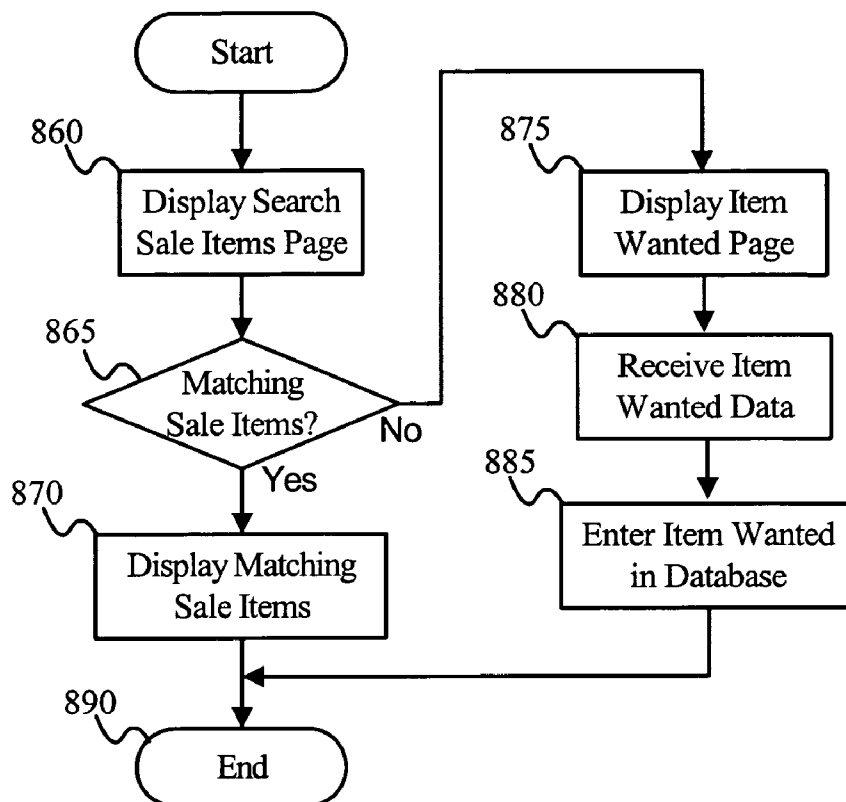 Start
860
Display Search
Sale Items Page
865
Matching
Sale Items?
No
Yes
870
Display Matching
Sale Items
875
Display Item
Wanted Page
880
Receive Item
Wanted Data
885
Enter Item Wanted
in Database
890
End